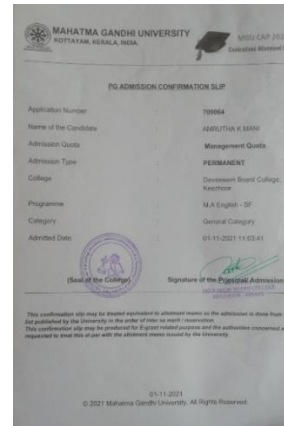 MAHATMA GANDHI UNIVERSITY
KOTTAYAM, KERALA, INDIA.
MGU CAP
Centralized Allotment
PG ADMISSION CONFIRMATION SLIP
Application Number : 709064
Name of the Candidate : AMRUTHA K MANI
Admission Quota : Management Quota
Admission Type : PERMANENT
College : Devaswom Board College,
Keezhoor
Programme : M.A English - SF
Category : General Category
Admitted Date : 01-11-2021 11:03:41
(Seal of the College) Signature of the Principal Admission
This confirmation slip may be treated equivalent to allotment memo as the admission is done from
list published by the University in the order of inter se merit / reservation.
This confirmation slip may be produced for E-grant related purpose and the authorities concerned a
requested to treat this at par with the allotment memo issued by the University.
01-11-2021
© 2021 Mahatma Gandhi University, All Rights Reserved.